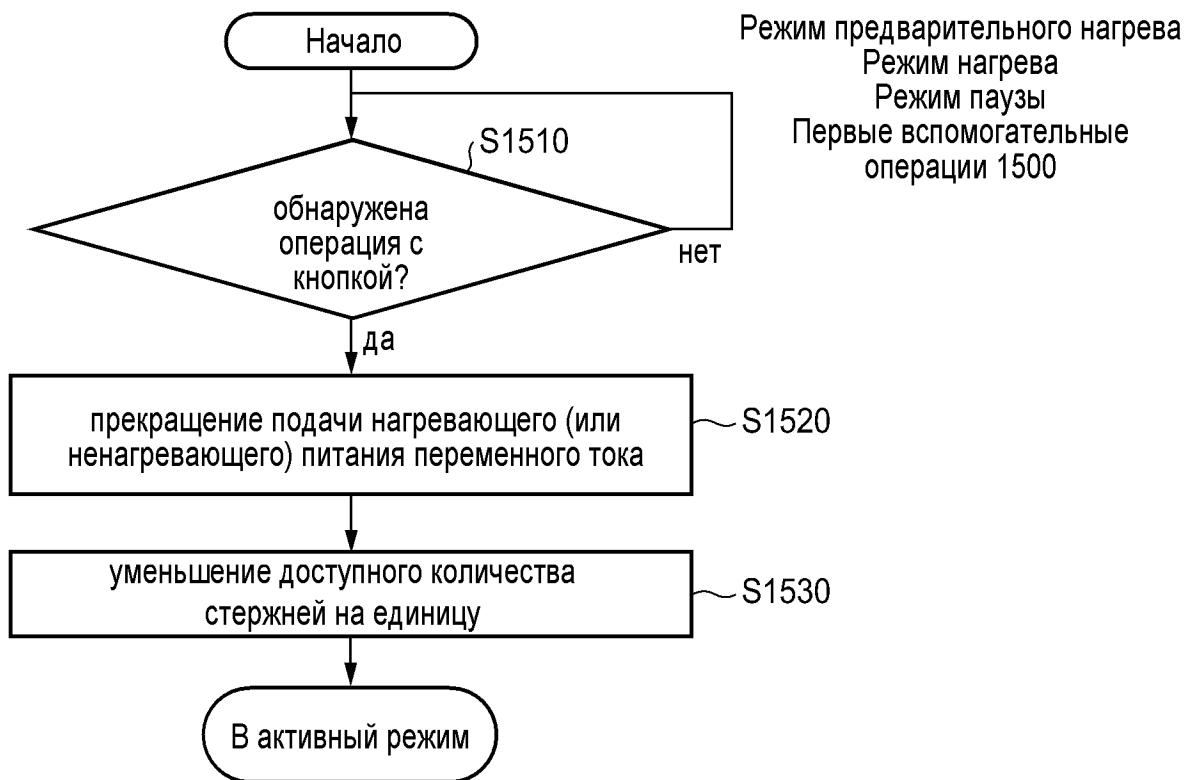 Начало
Режим предварительного нагрева
Режим нагрева
Режим паузы
Первые вспомогательные
операции 1500
S1510
обнаружена
операция с
кнопкой?
нет
да
прекращение подачи нагревающего (или
ненагревающего) питания переменного тока
S1520
уменьшение доступного количества
стержней на единицу
S1530
В активный режим